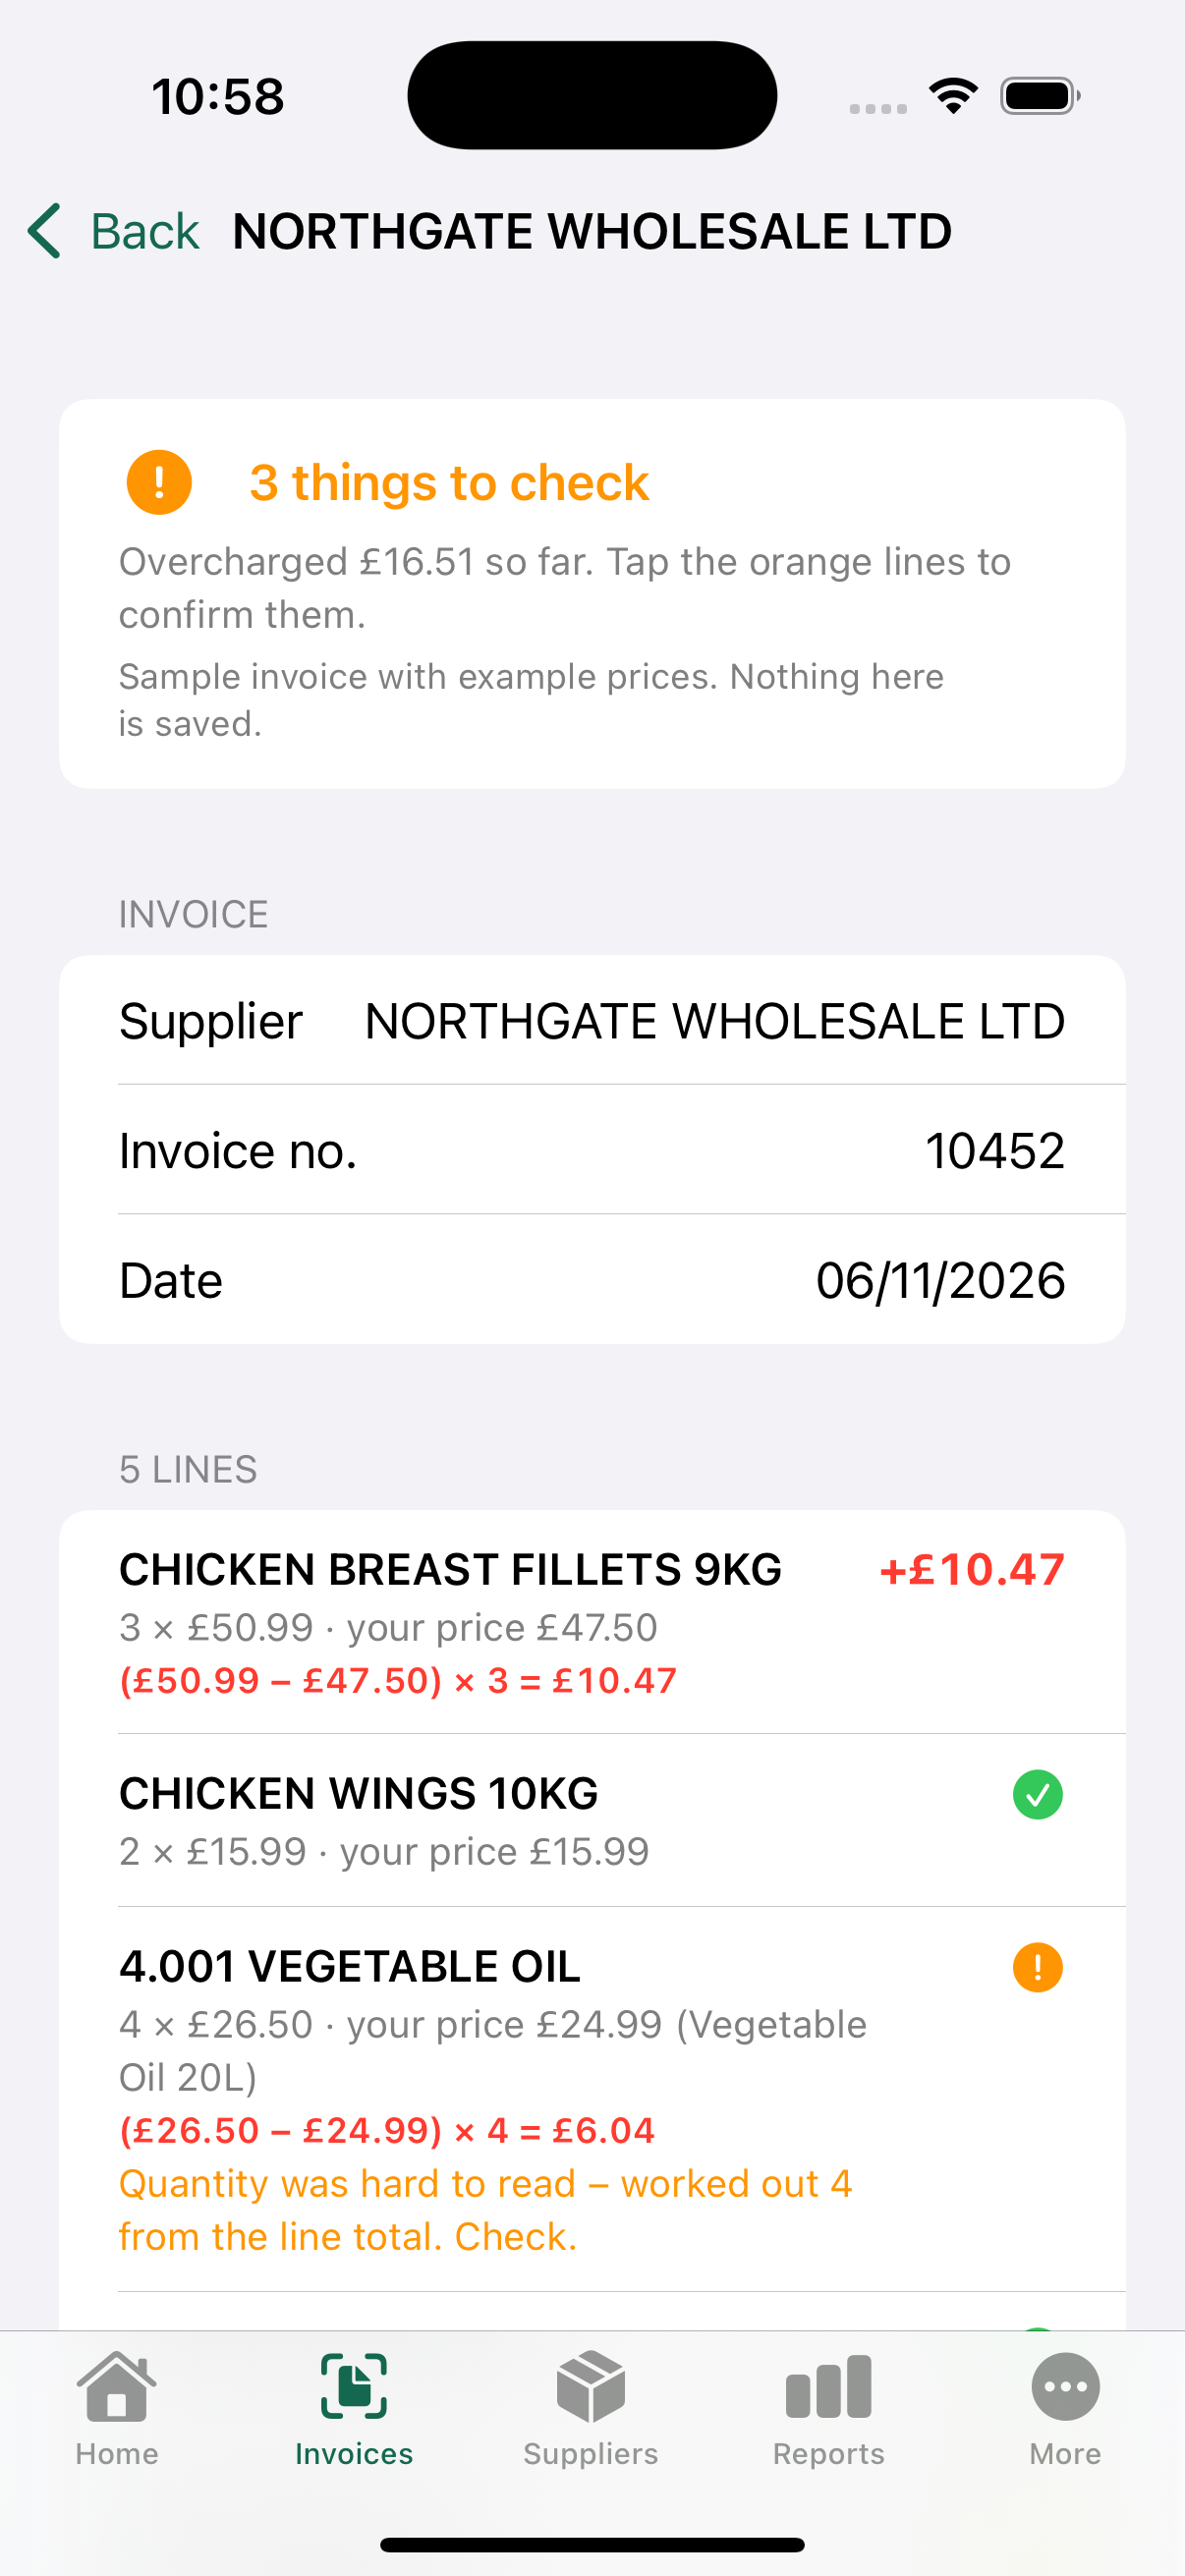 10:58
Back NORTHGATE WHOLESALE LTD
3 things to check
Overcharged £16.51 so far. Tap the orange lines to
confirm them.
Sample invoice with example prices. Nothing here
is saved.
INVOICE
Supplier NORTHGATE WHOLESALE LTD
Invoice no. 10452
Date 06/11/2026
5 LINES
CHICKEN BREAST FILLETS 9KG +£10.47
3 × £50.99 · your price £47.50
(£50.99 – £47.50) × 3 = £10.47
CHICKEN WINGS 10KG
2 × £15.99 · your price £15.99
4.001 VEGETABLE OIL
4 × £26.50 · your price £24.99 (Vegetable
Oil 20L)
(£26.50 – £24.99) × 4 = £6.04
Quantity was hard to read – worked out 4
from the line total. Check.
Home Invoices Suppliers Reports More